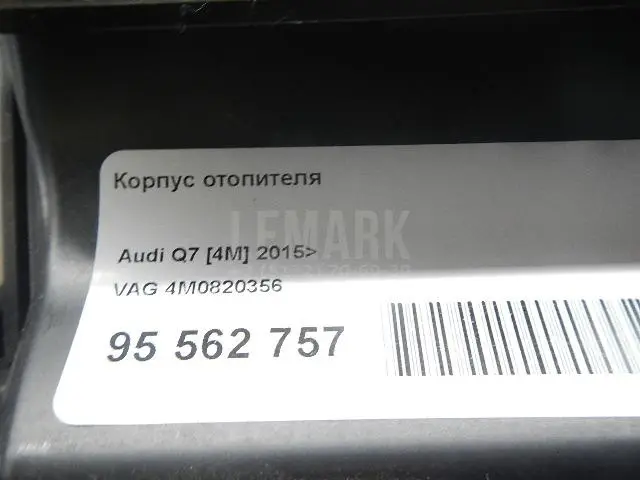 Корпус отопителя
LEMARK
Audi Q7 [4M] 2015>
VAG 4M0820356
95 562 757